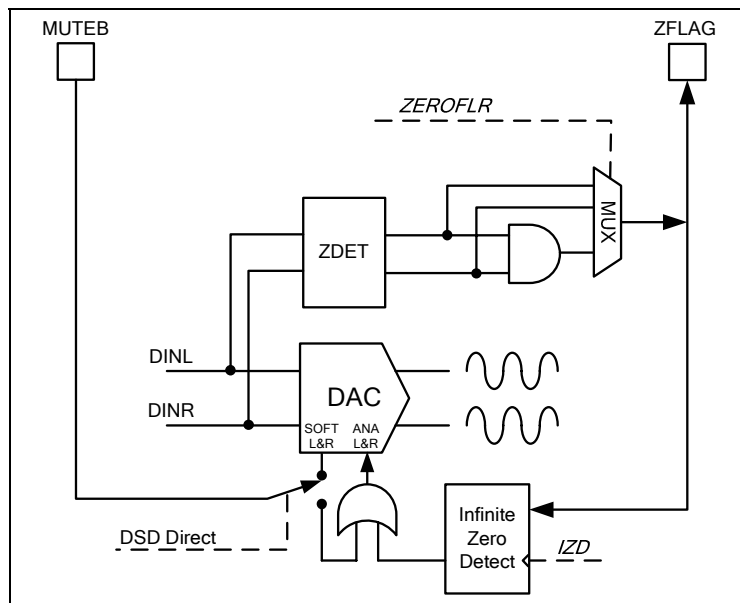 MUTEB
ZFLAG
ZEROFLR
MUX
ZDET
DINL
DAC
DINR
SOFT
L&R
ANA
L&R
DSD Direct
Infinite
Zero
Detect
IZD